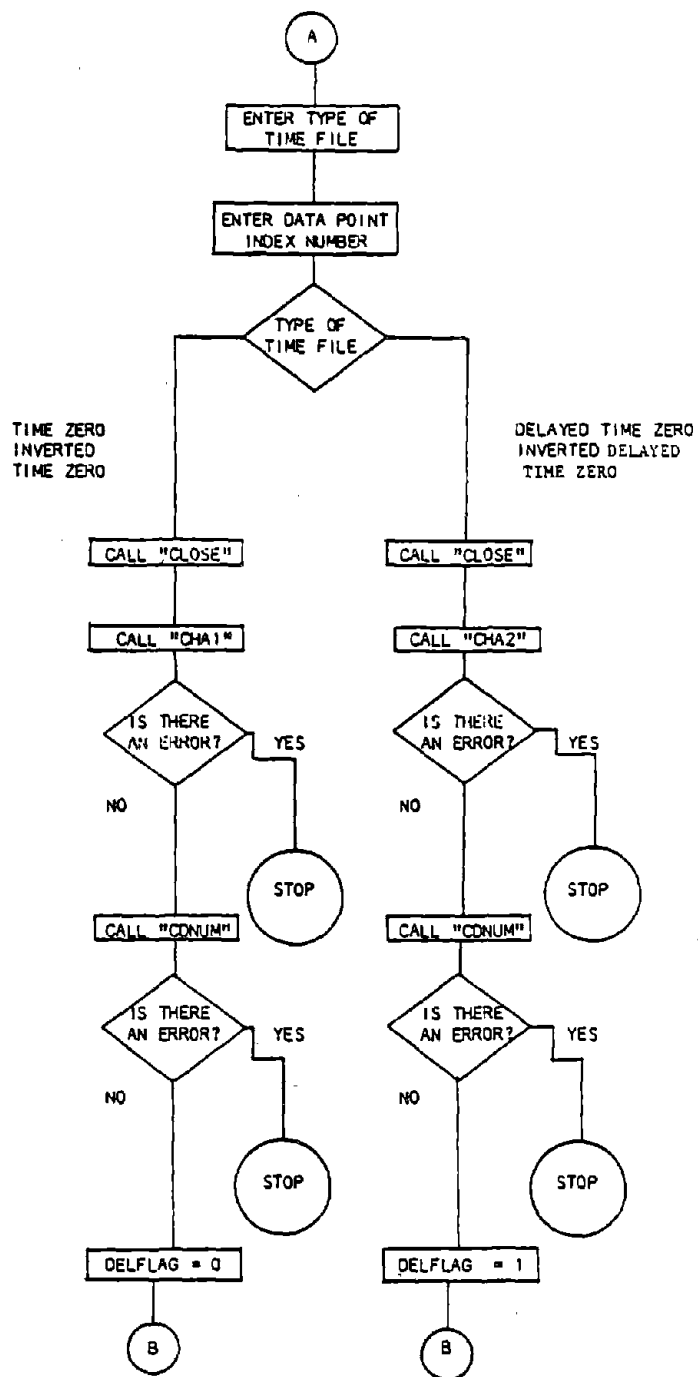 A
ENTER TYPE OF
TIME FILE
ENTER DATA POINT
INDEX NUMBER
TYPE OF
TIME FILE
TIME ZERO
INVERTED
TIME ZERO
DELAYED TIME ZERO
INVERTED DELAYED
TIME ZERO
CALL "CLOSE"
CALL "CLOSE"
CALL "CHA1"
CALL "CHA2"
IS THERE
AN ERROR?
YES
NO
STOP
IS THERE
AN ERROR?
YES
NO
STOP
CALL "CDNUM"
CALL "CDNUM"
IS THERE
AN ERROR?
YES
NO
STOP
IS THERE
AN ERROR?
YES
NO
STOP
DELFLAG = 0
DELFLAG = 1
B
B